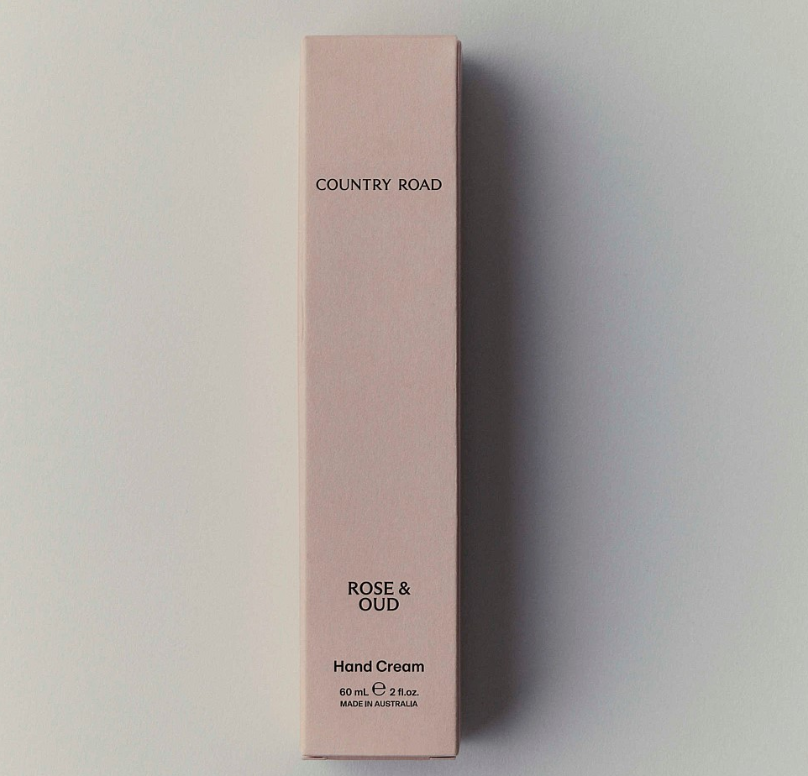 COUNTRY ROAD
ROSE &
OUD
Hand Cream
60 mL ℮ 2 fl.oz.
MADE IN AUSTRALIA